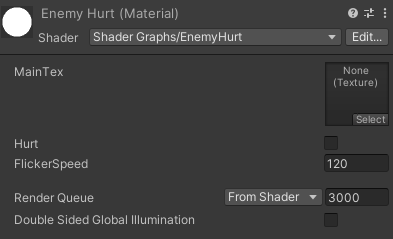 Enemy Hurt (Material)
Shader Shader Graphs/EnemyHurt Edit...
MainTex
None
(Texture)
Select
Hurt
FlickerSpeed 120
Render Queue From Shader 3000
Double Sided Global Illumination